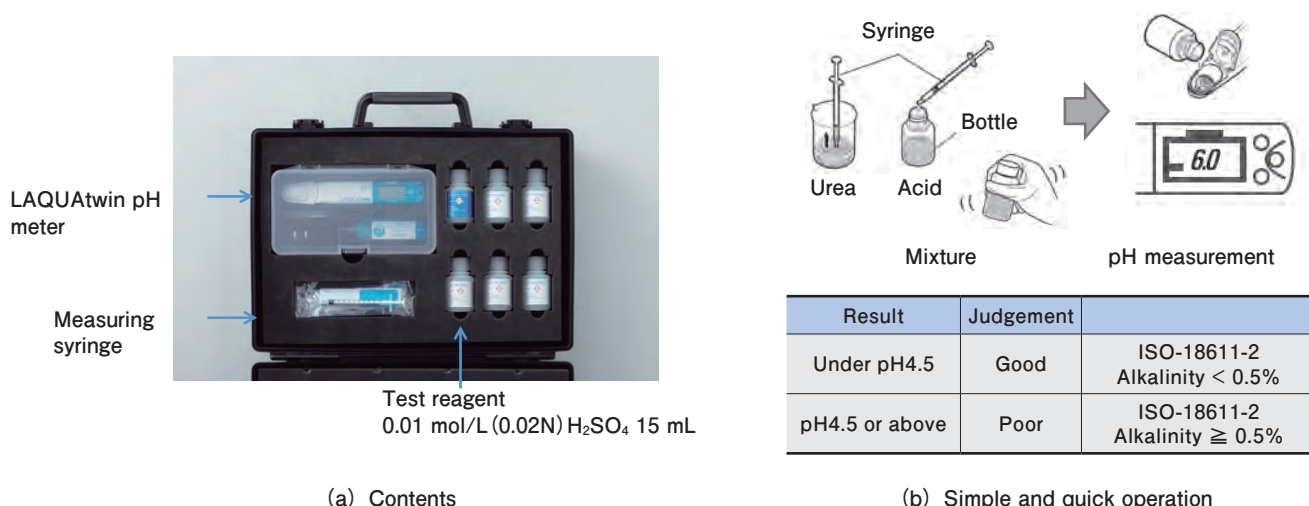 LAQUAtwin pH
meter
Measuring
syringe
Test reagent
0.01 mol/L (0.02N) H₂SO₄ 15 mL
(a) Contents
Syringe
Bottle
Urea
Acid
6.0
Mixture
pH measurement
Result Judgement
Under pH4.5 Good ISO-18611-2
Alkalinity < 0.5%
pH4.5 or above Poor ISO-18611-2
Alkalinity ≧ 0.5%
(b) Simple and quick operation